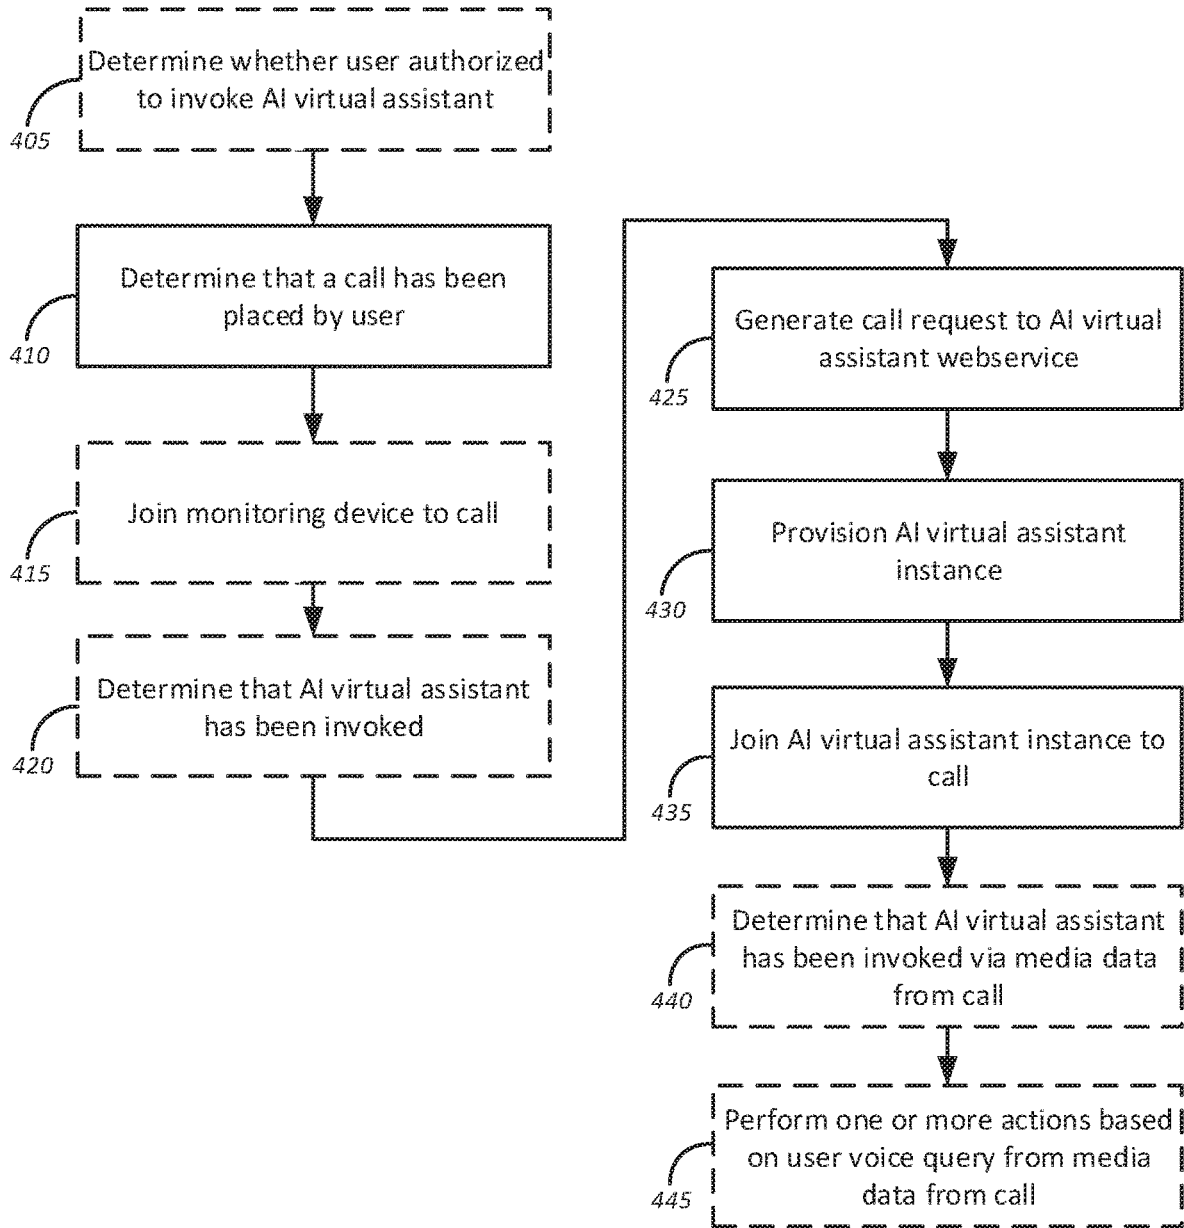 Determine whether user authorized
to invoke AI virtual assistant
405
Determine that a call has been
placed by user
410
Join monitoring device to call
415
Determine that AI virtual assistant
has been invoked
420
Generate call request to AI virtual
assistant webservice
425
Provision AI virtual assistant
instance
430
Join AI virtual assistant instance to
call
435
Determine that AI virtual assistant
has been invoked via media data
from call
440
Perform one or more actions based
on user voice query from media
data from call
445